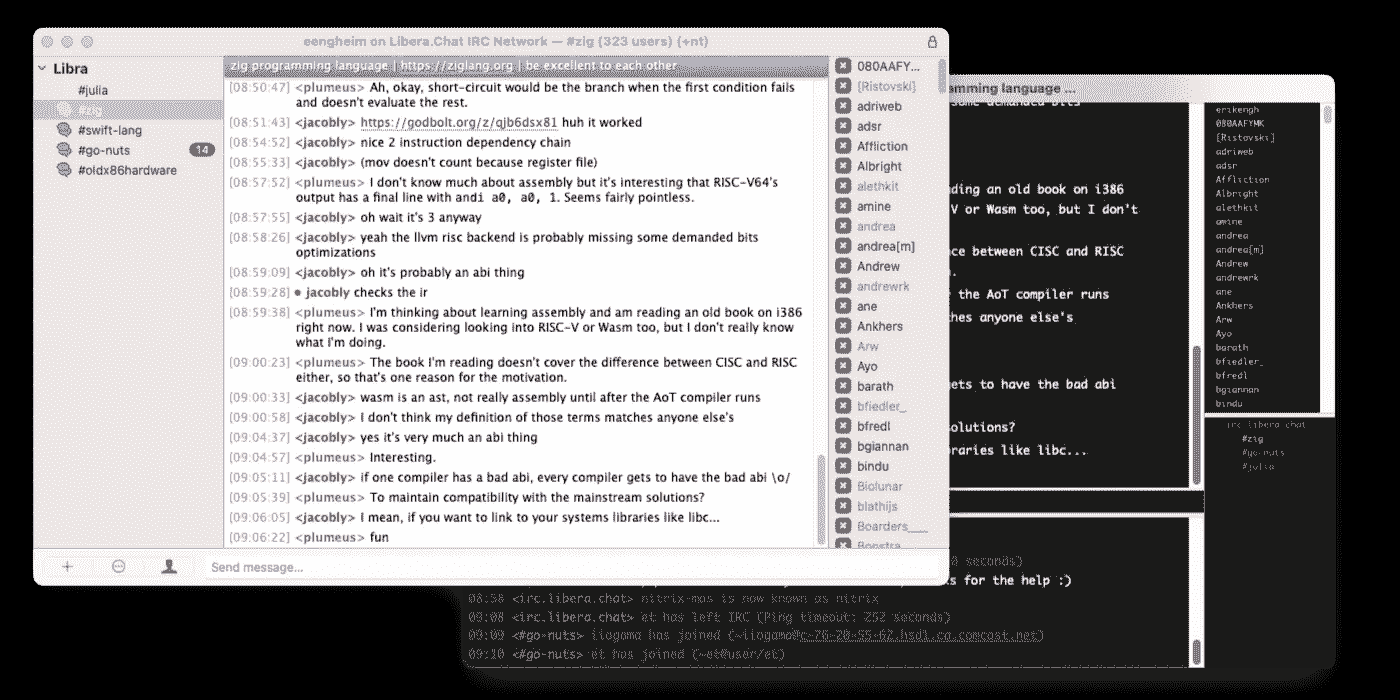 eengheim on Libera.Chat IRC Network — #zig (323 users) (+nt)
Libra
#julia
#zig
#swift-lang
#go-nuts 14
#oldx86hardware
zig programming language | https://ziglang.org | be excellent to each other
[08:50:47] <plumeus> Ah, okay, short-circuit would be the branch when the first condition fails
and doesn't evaluate the rest.
[08:51:43] <jacobly> https://godbolt.org/z/qjb6dsx81 huh it worked
[08:54:52] <jacobly> nice 2 instruction dependency chain
[08:55:33] <jacobly> (mov doesn't count because register file)
[08:57:52] <plumeus> I don't know much about assembly but it's interesting that RISC-V64's
output has a final line with andi a0, a0, 1. Seems fairly pointless.
[08:57:55] <jacobly> oh wait it's 3 anyway
[08:58:26] <jacobly> yeah the llvm risc backend is probably missing some demanded bits
optimizations
[08:59:09] <jacobly> oh it's probably an abi thing
[08:59:28] • jacobly checks the ir
[08:59:38] <plumeus> I'm thinking about learning assembly and am reading an old book on i386
right now. I was considering looking into RISC-V or Wasm too, but I don't really know
what I'm doing.
[09:00:23] <plumeus> The book I'm reading doesn't cover the difference between CISC and RISC
either, so that's one reason for the motivation.
[09:00:33] <jacobly> wasm is an ast, not really assembly until after the AoT compiler runs
[09:00:58] <jacobly> I don't think my definition of those terms matches anyone else's
[09:04:37] <jacobly> yes it's very much an abi thing
[09:04:57] <plumeus> Interesting.
[09:05:11] <jacobly> if one compiler has a bad abi, every compiler gets to have the bad abi \o/
[09:05:39] <plumeus> To maintain compatibility with the mainstream solutions?
[09:06:05] <jacobly> I mean, if you want to link to your systems libraries like libc...
[09:06:22] <plumeus> fun
Send message...
080AAFY...
[Ristovski]
adriweb
adsr
Affliction
Albright
alethkit
amine
andrea
andrea[m]
Andrew
andrewrk
ane
Ankhers
Arw
Ayo
barath
bfiedler_
bfredl
bgiannan
bindu
Biolunar
blathijs
Boarders___
Boostra
amming language ...
some demanded bits
ding an old book on i386
V or Wasm too, but I don't
ce between CISC and RISC
the AoT compiler runs
hes anyone else's
ets to have the bad abi
olutions?
raries like libc...
seconds)
s for the help :)
08:58 <irc.libera.chat> nitrix-mas is now known as nitrix
09:08 <irc.libera.chat> et has left IRC (Ping timeout: 252 seconds)
09:09 <#go-nuts> iiogama has joined (~iiogama@c-76-20-55-62.hsd1.ca.comcast.net)
09:10 <#go-nuts> et has joined (~et@user/et)
erikengh
080AAFYMK
[Ristovski]
adriweb
adsr
Affliction
Albright
alethkit
amine
andrea
andrea[m]
Andrew
andrewrk
ane
Ankhers
Arw
Ayo
barath
bfiedler_
bfredl
bgiannan
bindu
irc.libera.chat
#zig
#go-nuts
#julia